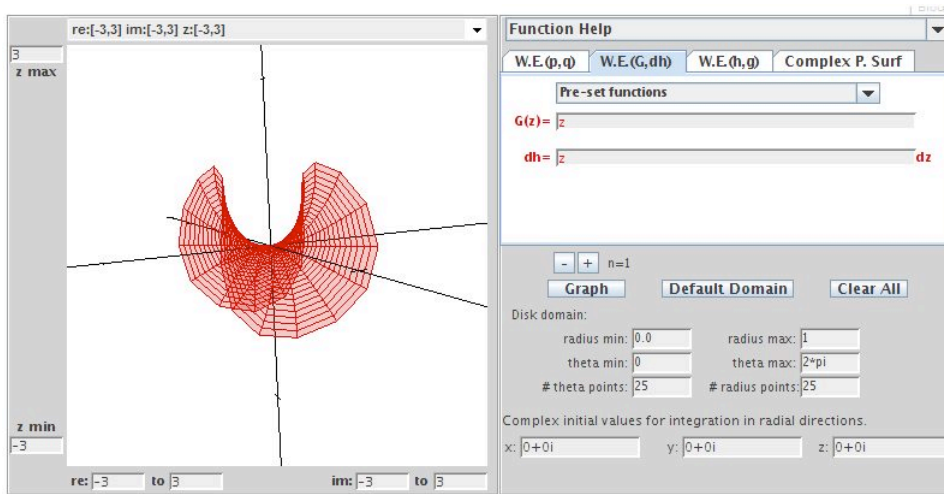 re:[-3,3] im:[-3,3] z:[-3,3]
3
z max
z min
-3
re: -3 to 3 im: -3 to 3
Function Help
W.E.(p,q) W.E.(G,dh) W.E.(h,g) Complex P. Surf
Pre-set functions
G(z)= z
dh= z dz
- + n=1
Graph Default Domain Clear All
Disk domain:
radius min: 0.0 radius max: 1
theta min: 0 theta max: 2*pi
# theta points: 25 # radius points: 25
Complex initial values for integration in radial directions.
x: 0+0i y: 0+0i z: 0+0i